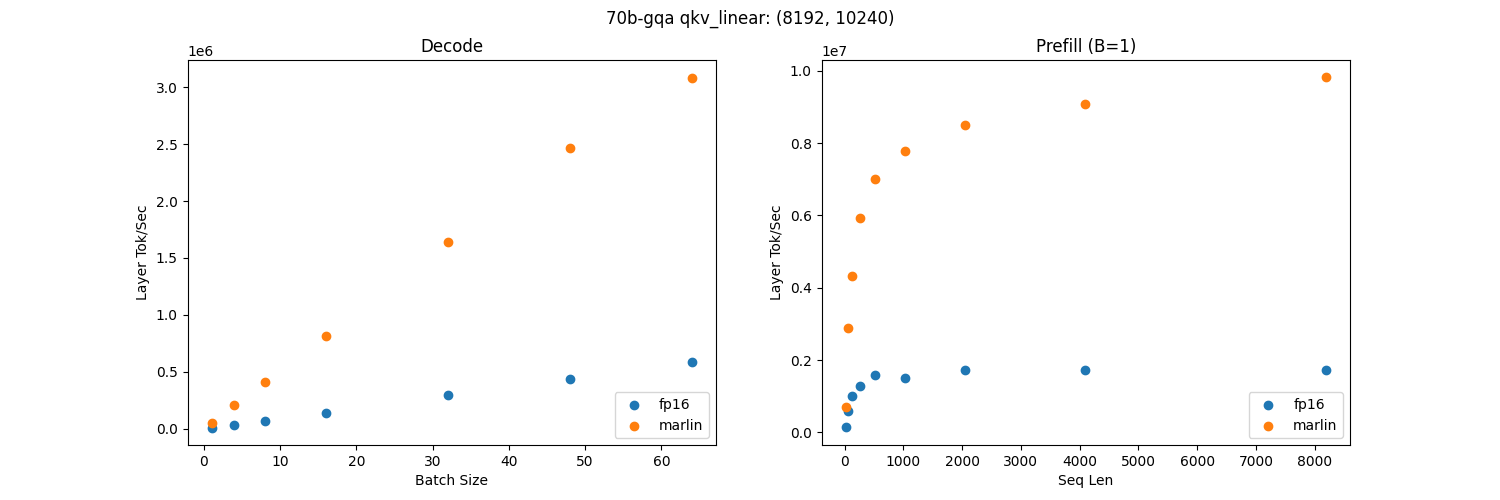 70b-gqa qkv_linear: (8192, 10240)
Decode
1e6
3.0
2.5
2.0
1.5
1.0
0.5
0.0
Layer Tok/Sec
0 10 20 30 40 50 60
Batch Size
fp16
marlin
Prefill (B=1)
1e7
1.0
0.8
0.6
0.4
0.2
0.0
Layer Tok/Sec
0 1000 2000 3000 4000 5000 6000 7000 8000
Seq Len
fp16
marlin